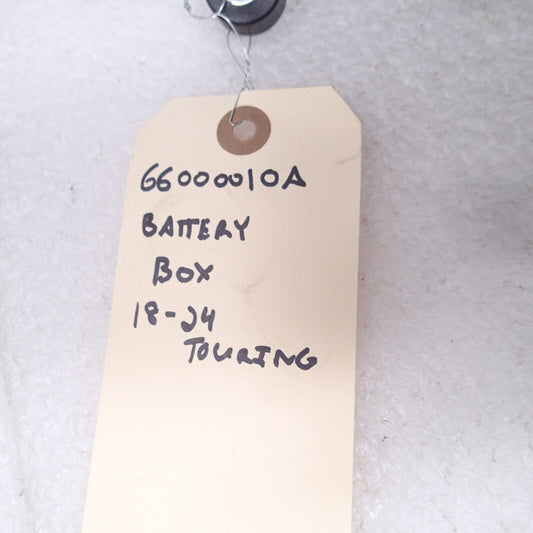 66000010A
BATTERY
BOX
18-24
TOURING